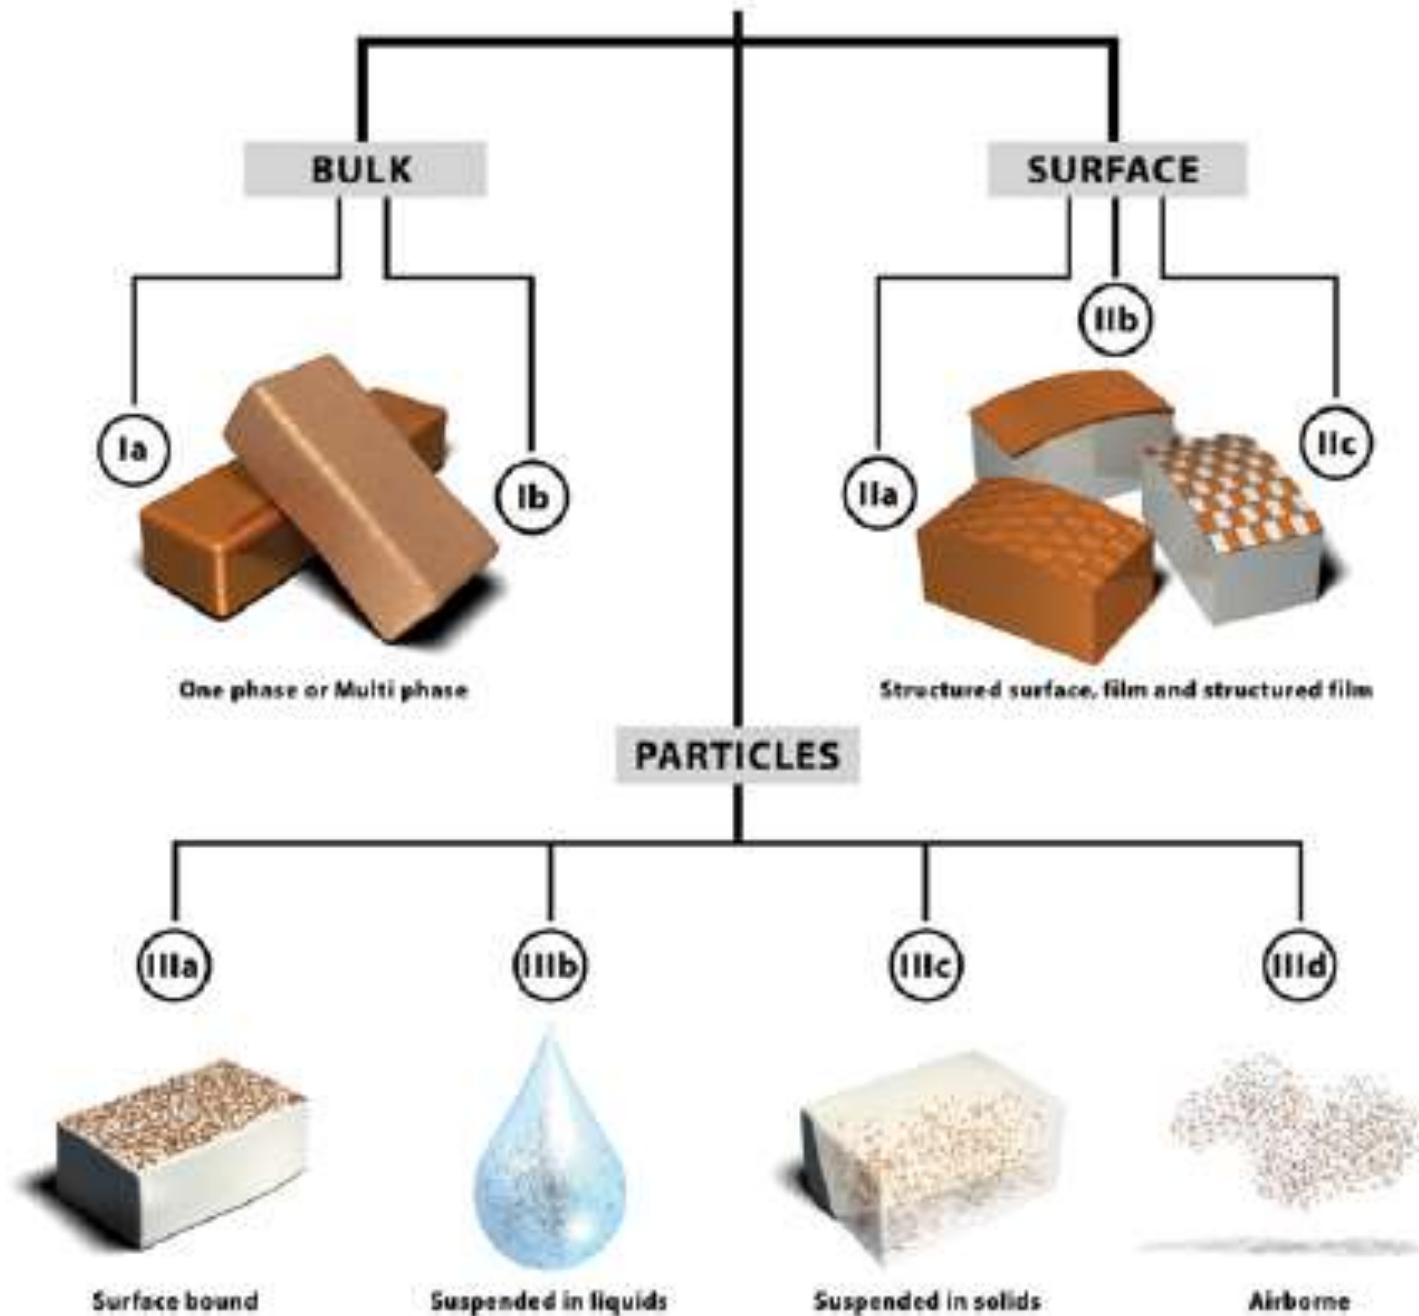 BULK
SURFACE
Ia
Ib
IIa
IIb
IIc
One phase or Multi phase
Structured surface, film and structured film
PARTICLES
IIIa
IIIb
IIIc
IIId
Surface bound
Suspended in liquids
Suspended in solids
Airborne